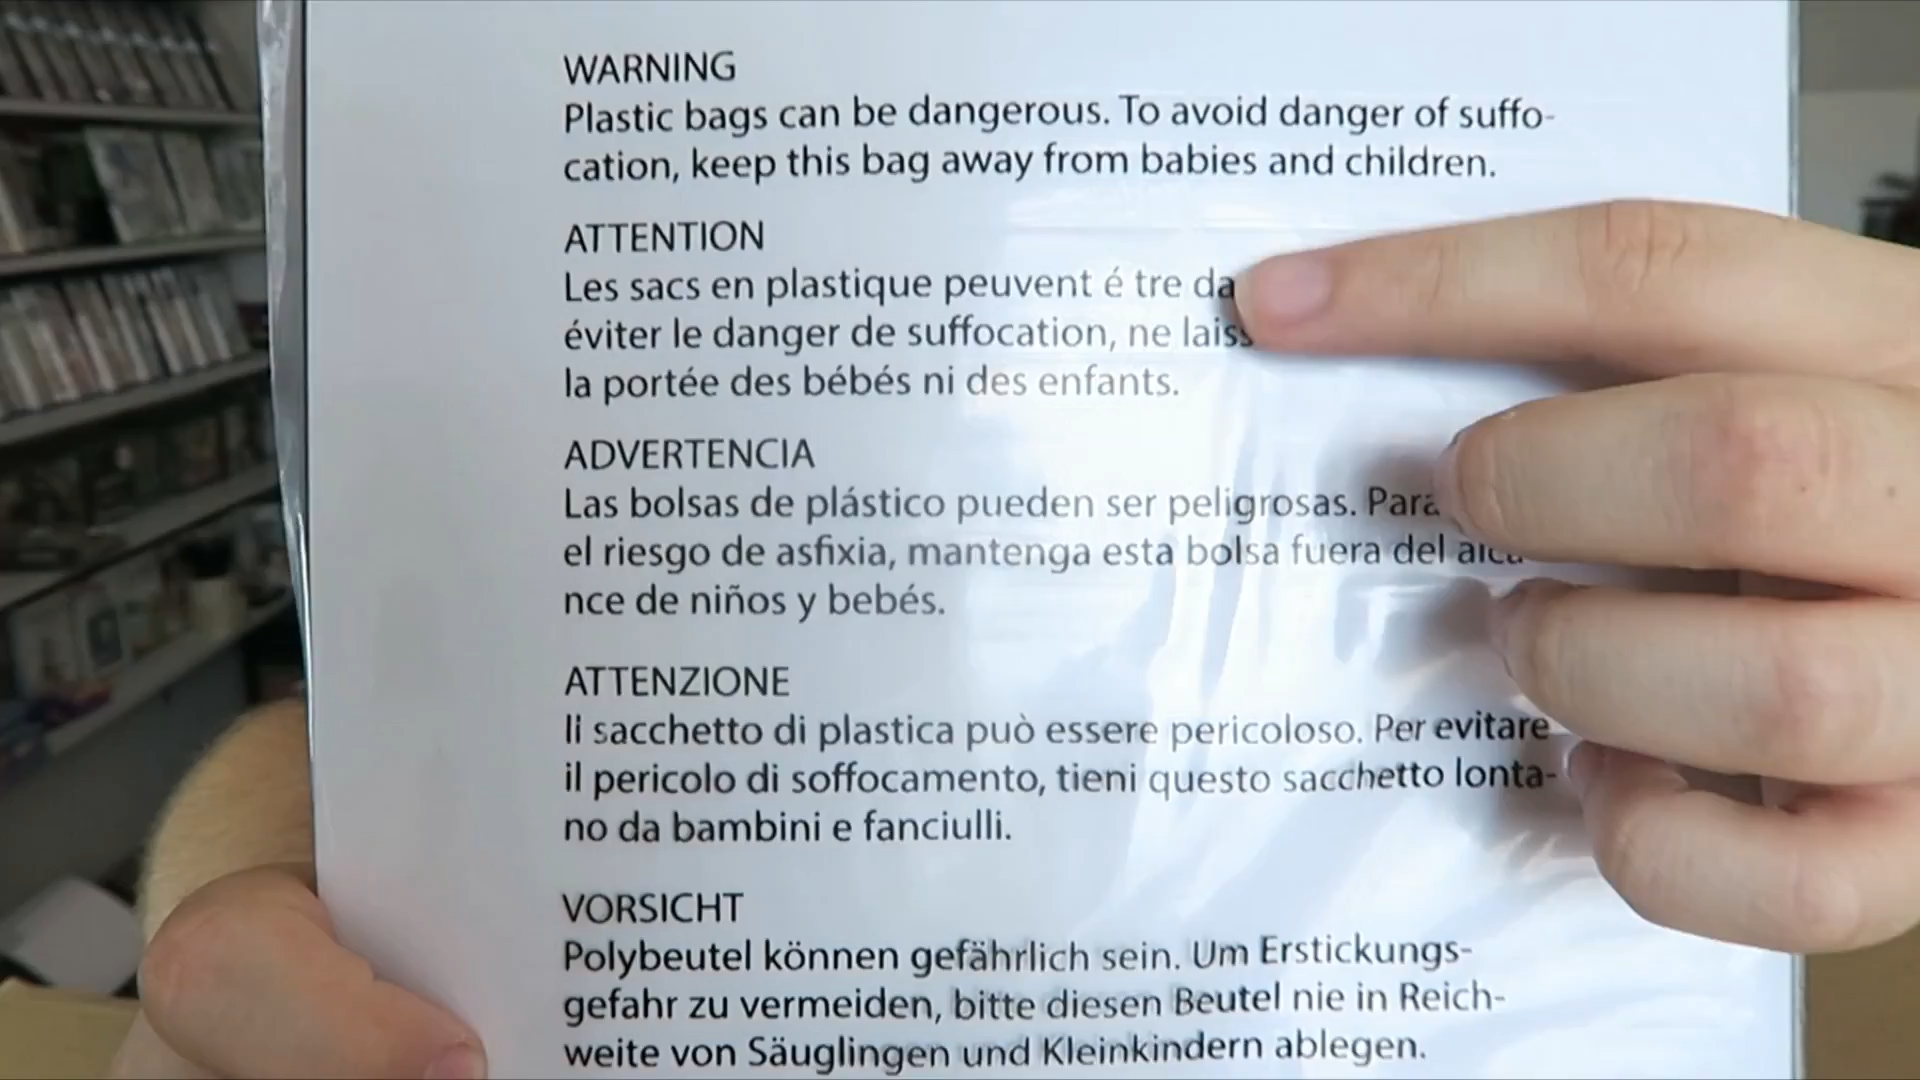 WARNING
Plastic bags can be dangerous. To avoid danger of suffo-
cation, keep this bag away from babies and children.
ATTENTION
Les sacs en plastique peuvent é tre
éviter le danger de suffocation, ne
la portée des bébés ni des enfants.
ADVERTENCIA
Las bolsas de plástico pueden ser peligrosas. Para
el riesgo de asfixia, mantenga esta bolsa fuera del alca
nce de niños y bebés.
ATTENZIONE
li sacchetto di plastica può essere pericoloso. Per evitare
il pericolo di soffocamento, tieni questo sacchetto lonta-
no da bambini e fanciulli.
VORSICHT
Polybeutel können gefährlich sein. Um Erstickungs-
gefahr zu vermeiden, bitte diesen Beutel nie in Reich-
weite von Säuglingen und Kleinkindern ablegen.